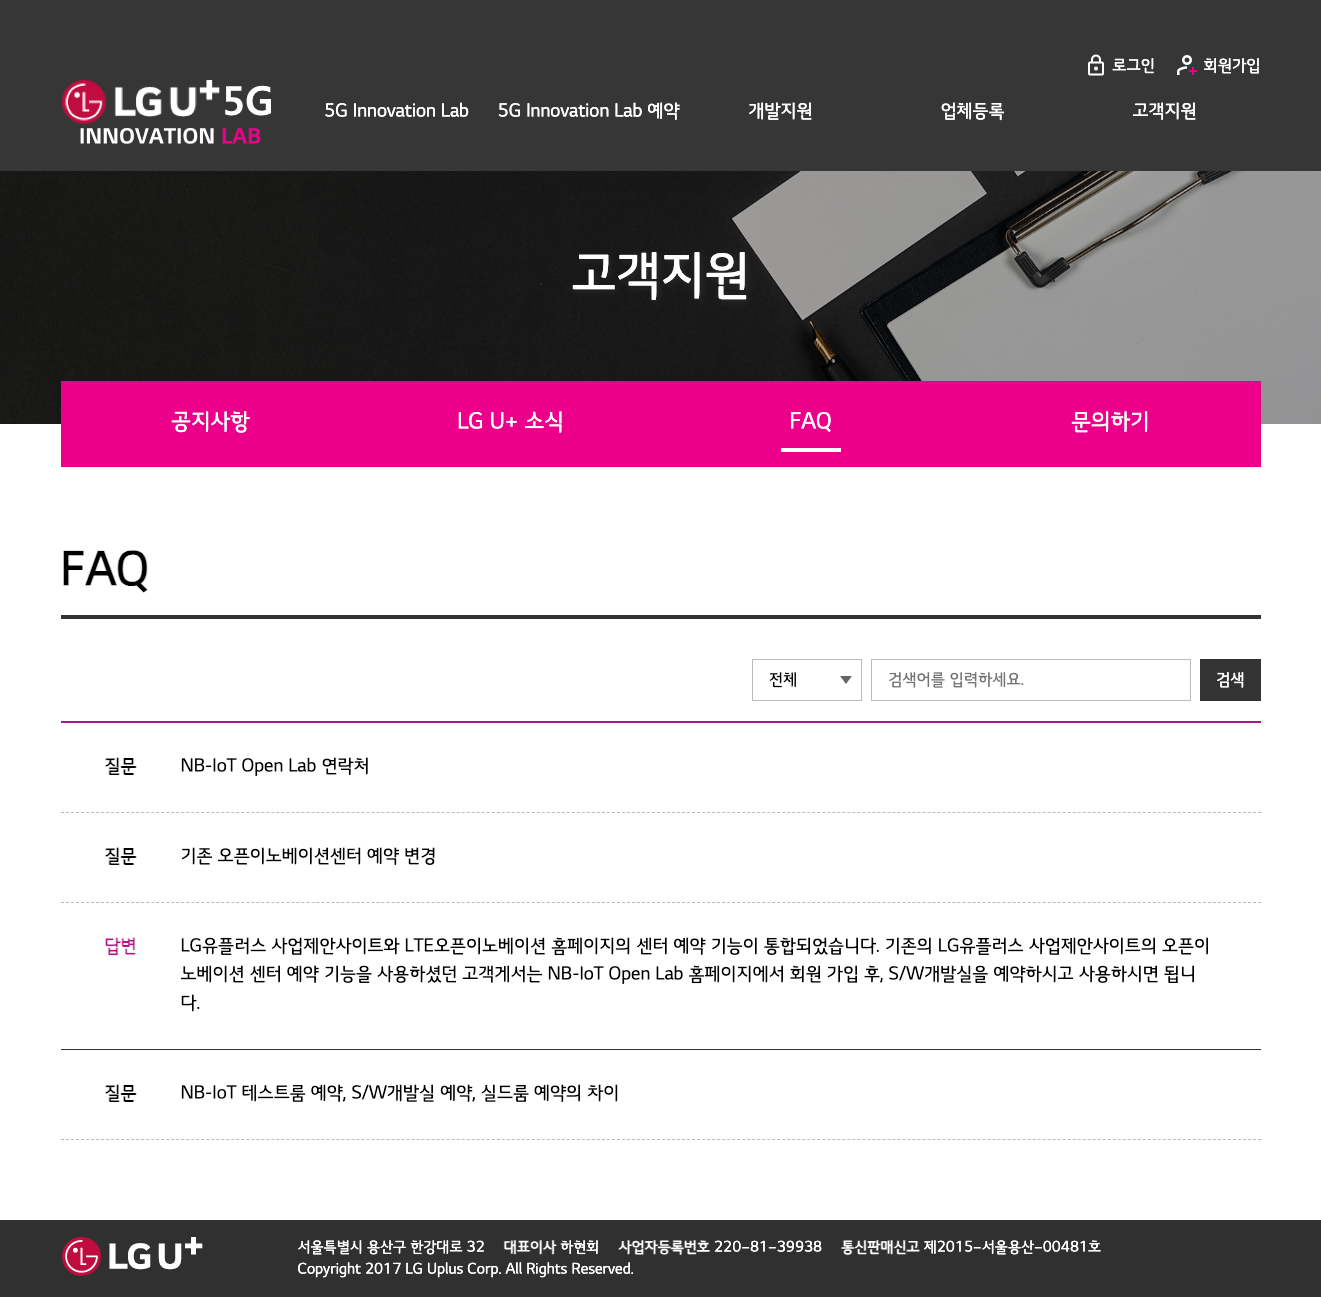 로그인 회원가입
LG U+ 5G
INNOVATION LAB
5G Innovation Lab 5G Innovation Lab 예약 개발지원 업체등록 고객지원
고객지원
공지사항 LG U+ 소식 FAQ 문의하기
FAQ
전체 검색어를 입력하세요. 검색
질문 NB-IoT Open Lab 연락처
질문 기존 오픈이노베이션센터 예약 변경
답변 LG유플러스 사업제안사이트와 LTE오픈이노베이션 홈페이지의 센터 예약 기능이 통합되었습니다. 기존의 LG유플러스 사업제안사이트의 오픈이
노베이션 센터 예약 기능을 사용하셨던 고객게서는 NB-IoT Open Lab 홈페이지에서 회원 가입 후, S/W개발실을 예약하시고 사용하시면 됩니
다.
질문 NB-IoT 테스트룸 예약, S/W개발실 예약, 실드룸 예약의 차이
LG U+
서울특별시 용산구 한강대로 32 대표이사 하현회 사업자등록번호 220-81-39938 통신판매신고 제2015-서울용산-00481호
Copyright 2017 LG Uplus Corp. All Rights Reserved.